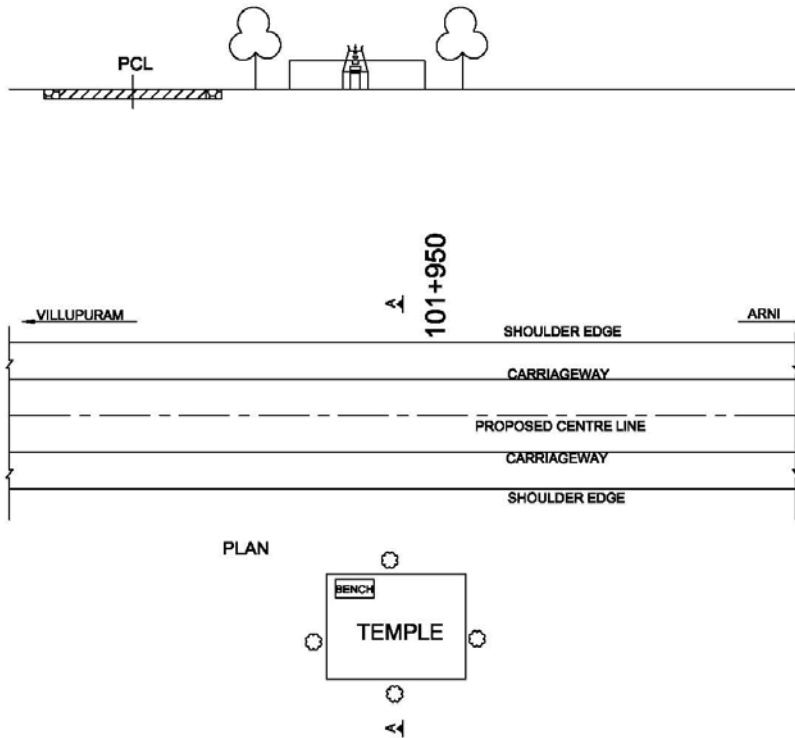 PCL
A
101+950
VILLUPURAM
ARNI
SHOULDER EDGE
CARRIAGEWAY
PROPOSED CENTRE LINE
CARRIAGEWAY
SHOULDER EDGE
PLAN
BENCH
TEMPLE
A